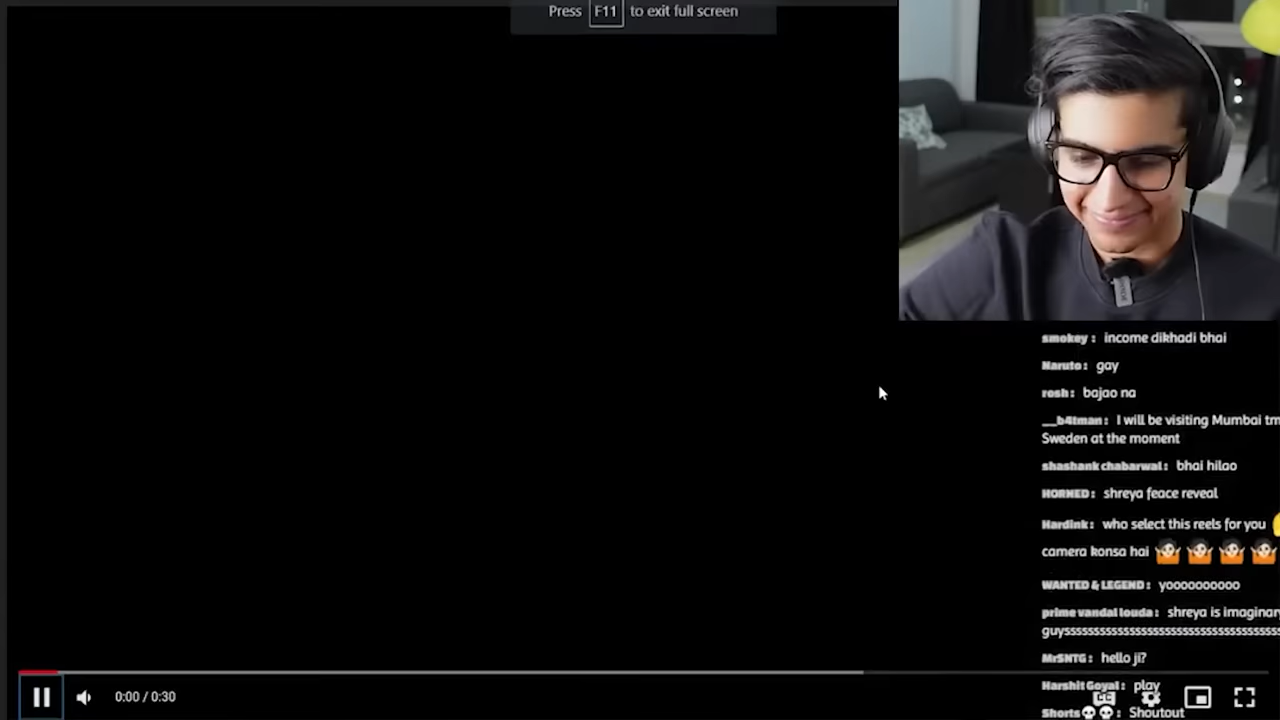 Press F11 to exit full screen
smokey : income dikhadi bhai
Naruto : gay
rosh : bajao na
__b4tman : I will be visiting Mumbai tm
Sweden at the moment
shashank chabarwal : bhai hilao
HORNED : shreya feace reveal
Hardink : who select this reels for you
camera konsa hai 🤷🏻 🤷🏻 🤷🏻 🤷🏻
WANTED & LEGEND : yoooooooooo
prime vandal louda : shreya is imaginary
guysssssssssssssssssssssssssssssssssssss
MrSNTG : hello ji?
Harshit Goyal : play
Shorts💀💀 : Shoutout
0:00 / 0:30
CC